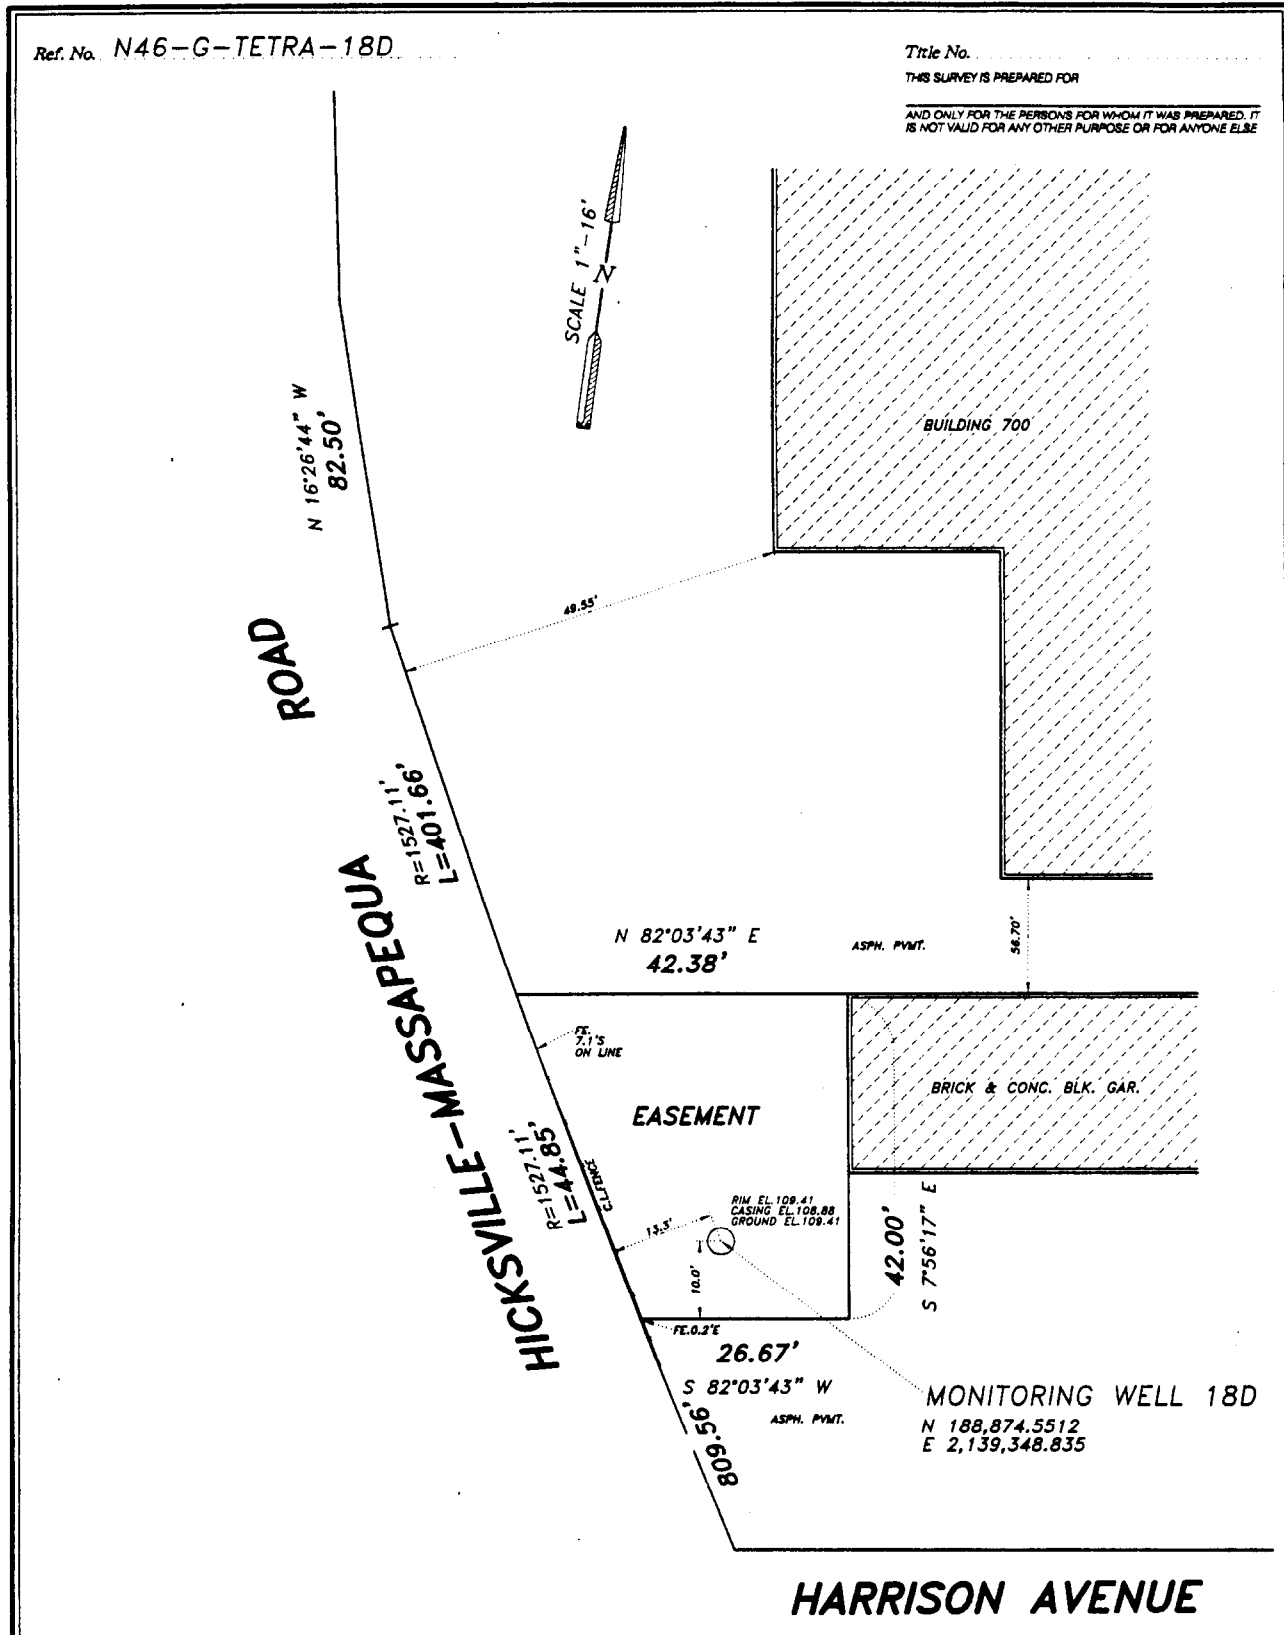 Ref. No. N46-G-TETRA-18D
Title No.
THIS SURVEY IS PREPARED FOR
AND ONLY FOR THE PERSONS FOR WHOM IT WAS PREPARED. IT
IS NOT VALID FOR ANY OTHER PURPOSE OR FOR ANYONE ELSE
SCALE 1"-16'
N
N 16°26'44" W
82.50'
BUILDING 700
49.55'
ROAD
R=1527.11'
L=401.66'
HICKSVILLE-MASSAPEQUA
N 82°03'43" E
42.38'
ASPH. PVMT.
56.70'
FE.
7.1'S
ON LINE
BRICK & CONC. BLK. GAR.
EASEMENT
R=1527.11'
L=44.85'
C.L.FENCE
RIM EL.109.41
CASING EL.108.88
GROUND EL.109.41
13.3'
10.0'
42.00'
S 7°56'17" E
FE.0.2'E
26.67'
S 82°03'43" W
ASPH. PVMT.
809.56'
MONITORING WELL 18D
N 188,874.5512
E 2,139,348.835
HARRISON AVENUE